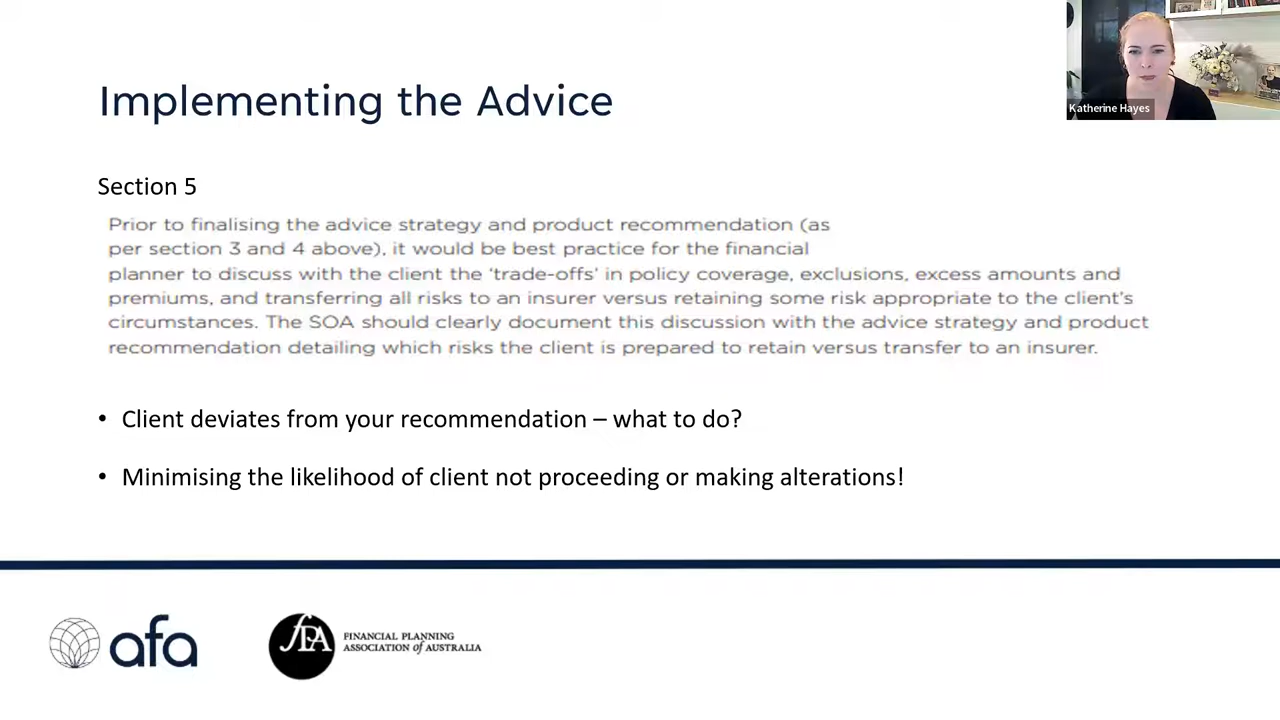 Implementing the Advice
Katherine Hayes
Section 5
Prior to finalising the advice strategy and product recommendation (as
per section 3 and 4 above), it would be best practice for the financial
planner to discuss with the client the ‘trade-offs’ in policy coverage, exclusions, excess amounts and
premiums, and transferring all risks to an insurer versus retaining some risk appropriate to the client’s
circumstances. The SOA should clearly document this discussion with the advice strategy and product
recommendation detailing which risks the client is prepared to retain versus transfer to an insurer.
• Client deviates from your recommendation – what to do?
• Minimising the likelihood of client not proceeding or making alterations!
afa
FPA
FINANCIAL PLANNING
ASSOCIATION of AUSTRALIA